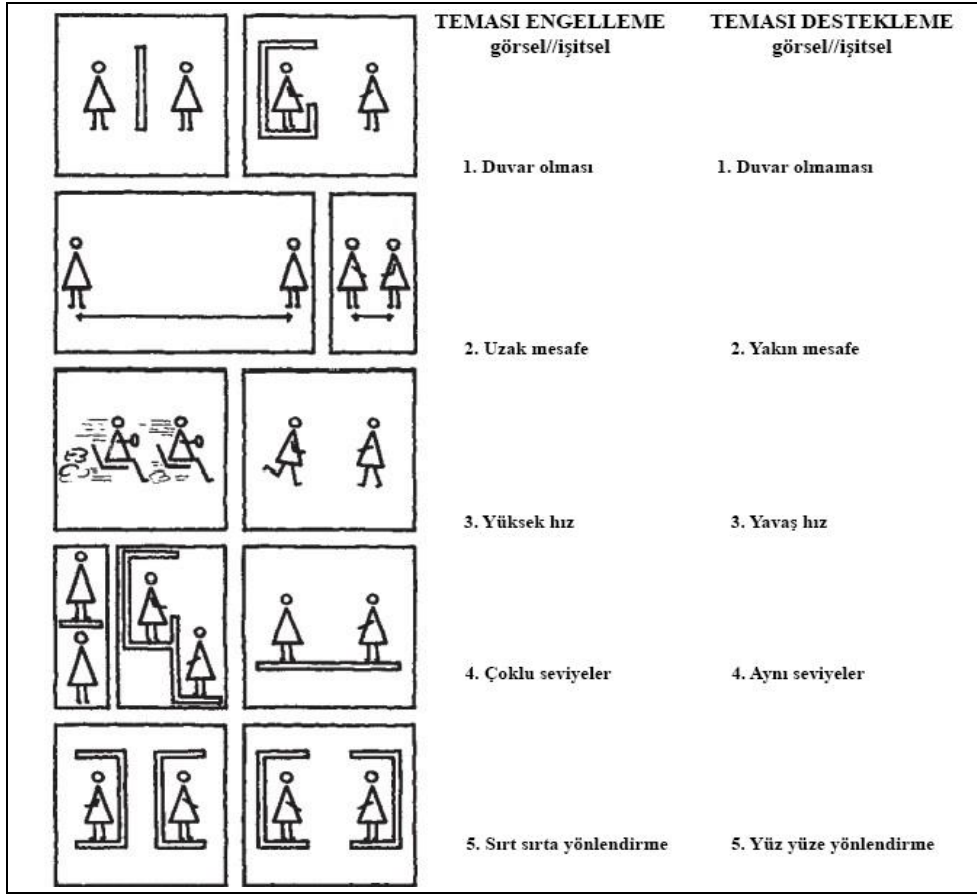 TEMASI ENGELLEME
görsel//işitsel
TEMASI DESTEKLEME
görsel//işitsel
1. Duvar olması
1. Duvar olmaması
2. Uzak mesafe
2. Yakın mesafe
3. Yüksek hız
3. Yavaş hız
4. Çoklu seviyeler
4. Aynı seviyeler
5. Sırt sırta yönlendirme
5. Yüz yüze yönlendirme